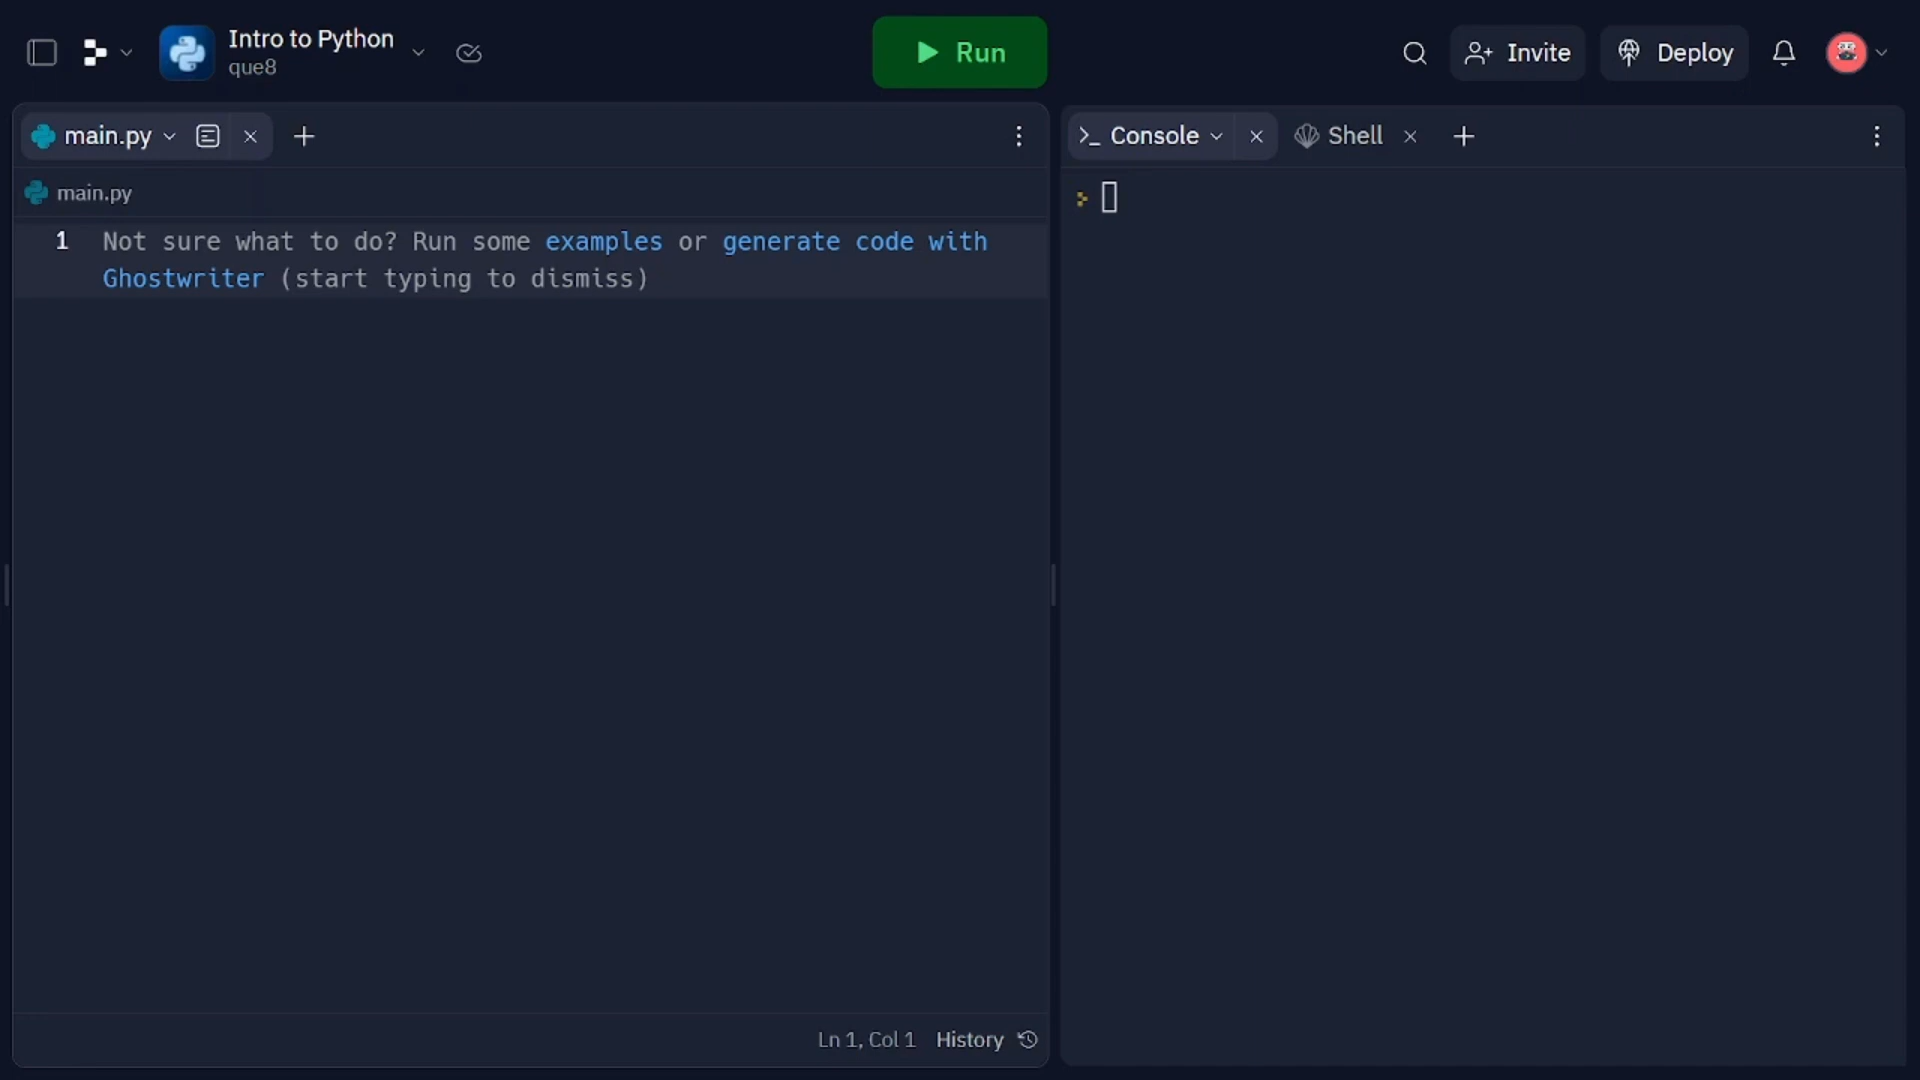 Intro to Python
que8
Run
Invite
Deploy
main.py
Console
Shell
main.py
1 Not sure what to do? Run some examples or generate code with
Ghostwriter (start typing to dismiss)
Ln 1, Col 1 History